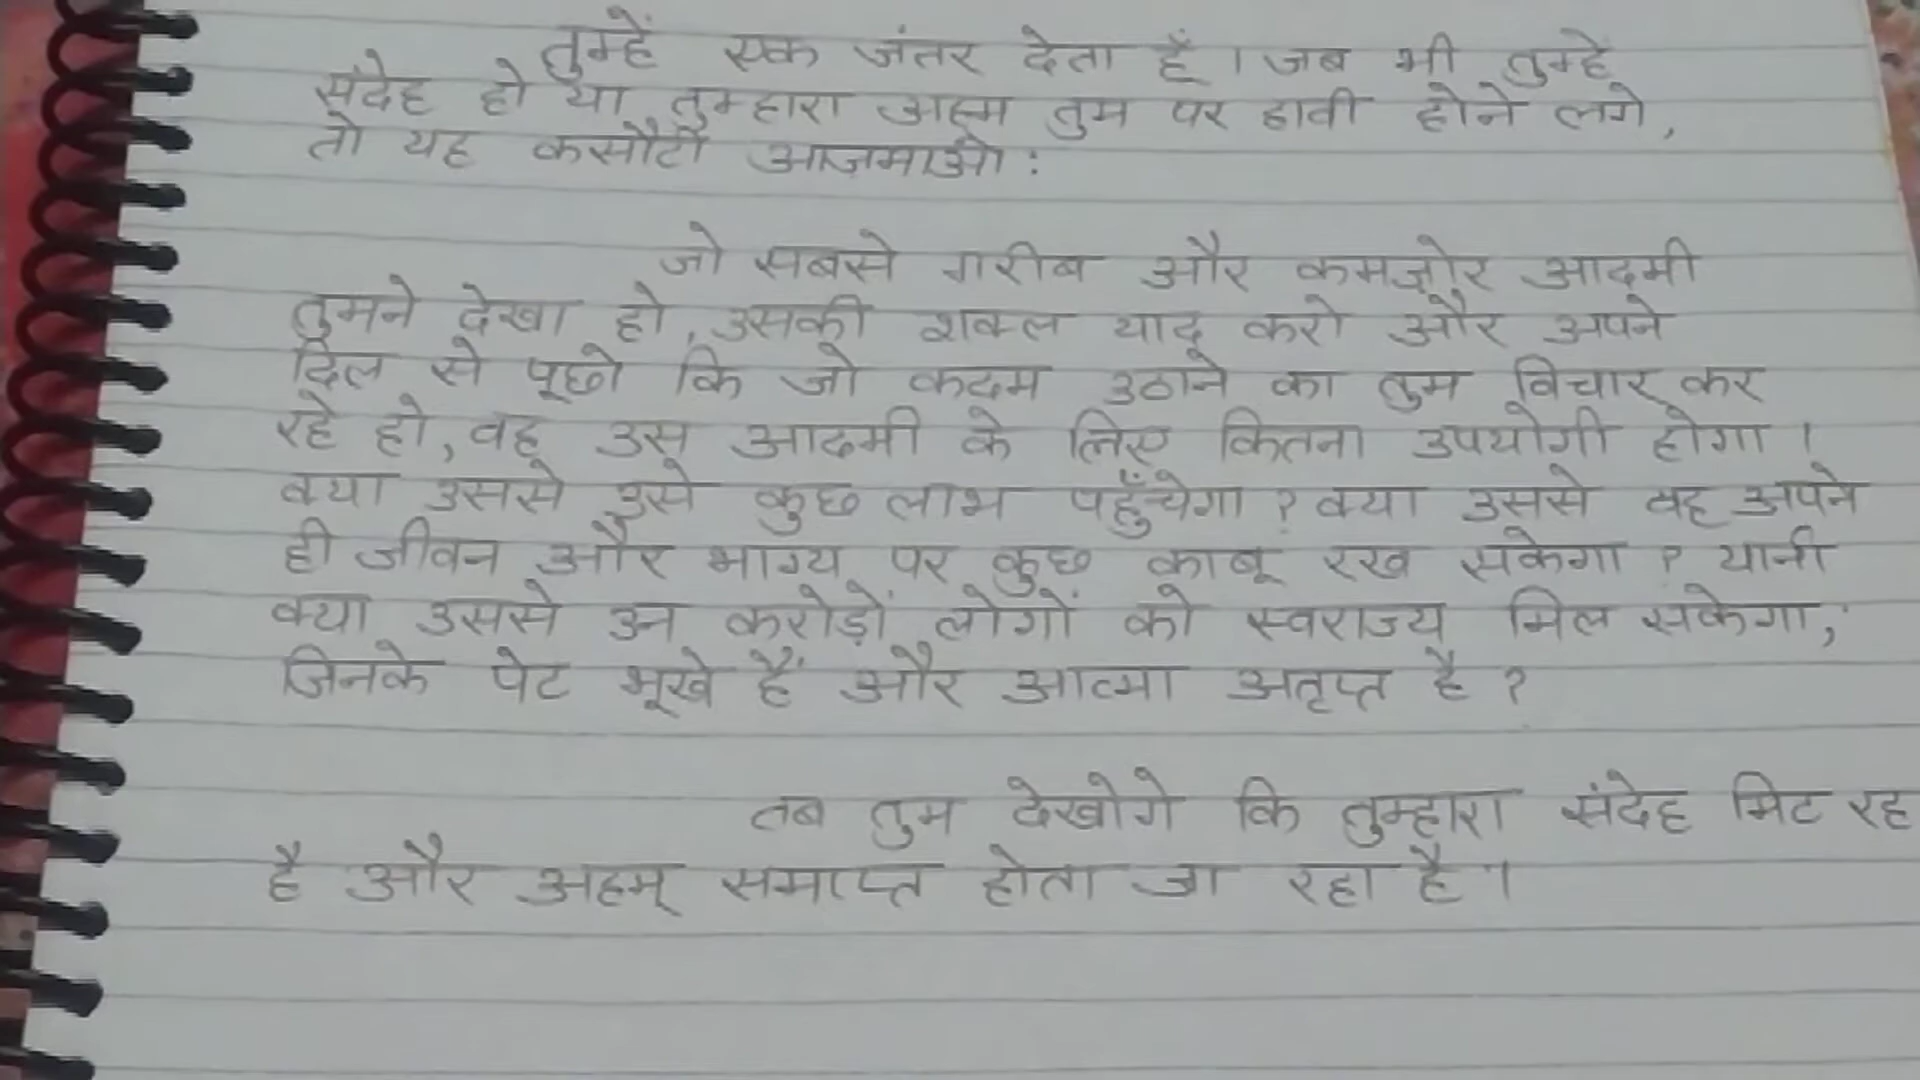 तुम्हें एक जंतर देता हूँ। जब भी तुम्हे
संदेह हो या तुम्हारा अहम तुम पर हावी होने लगे,
तो यह कसौटी आज़माओ:
जो सबसे गरीब और कमज़ोर आदमी
तुमने देखा हो, उसकी शक्ल याद करो और अपने
दिल से पूछो कि जो कदम उठाने का तुम विचार कर
रहे हो, वह उस आदमी के लिए कितना उपयोगी होगा।
क्या उससे उसे कुछ लाभ पहुँचेगा? क्या उससे वह अपने
ही जीवन और भाग्य पर कुछ काबू रख सकेगा? यानी
क्या उससे उन करोड़ों लोगों को स्वराज्य मिल सकेगा,
जिनके पेट भूखे हैं और आत्मा अतृप्त है?
तब तुम देखोगे कि तुम्हारा संदेह मिट रह
है और अहम् समाप्त होता जा रहा है।